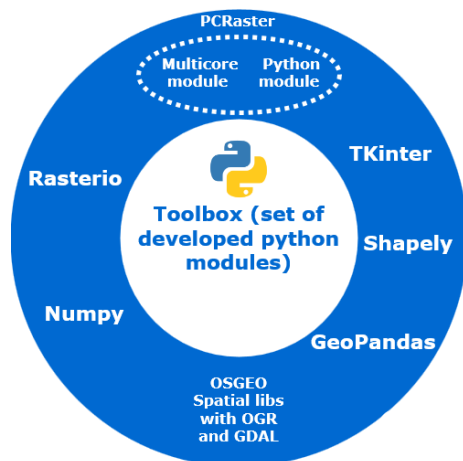 PCRaster
Multicore
module
Python
module
TKinter
Rasterio
Toolbox (set of
developed python
modules)
Shapely
Numpy
GeoPandas
OSGEO
Spatial libs
with OGR
and GDAL